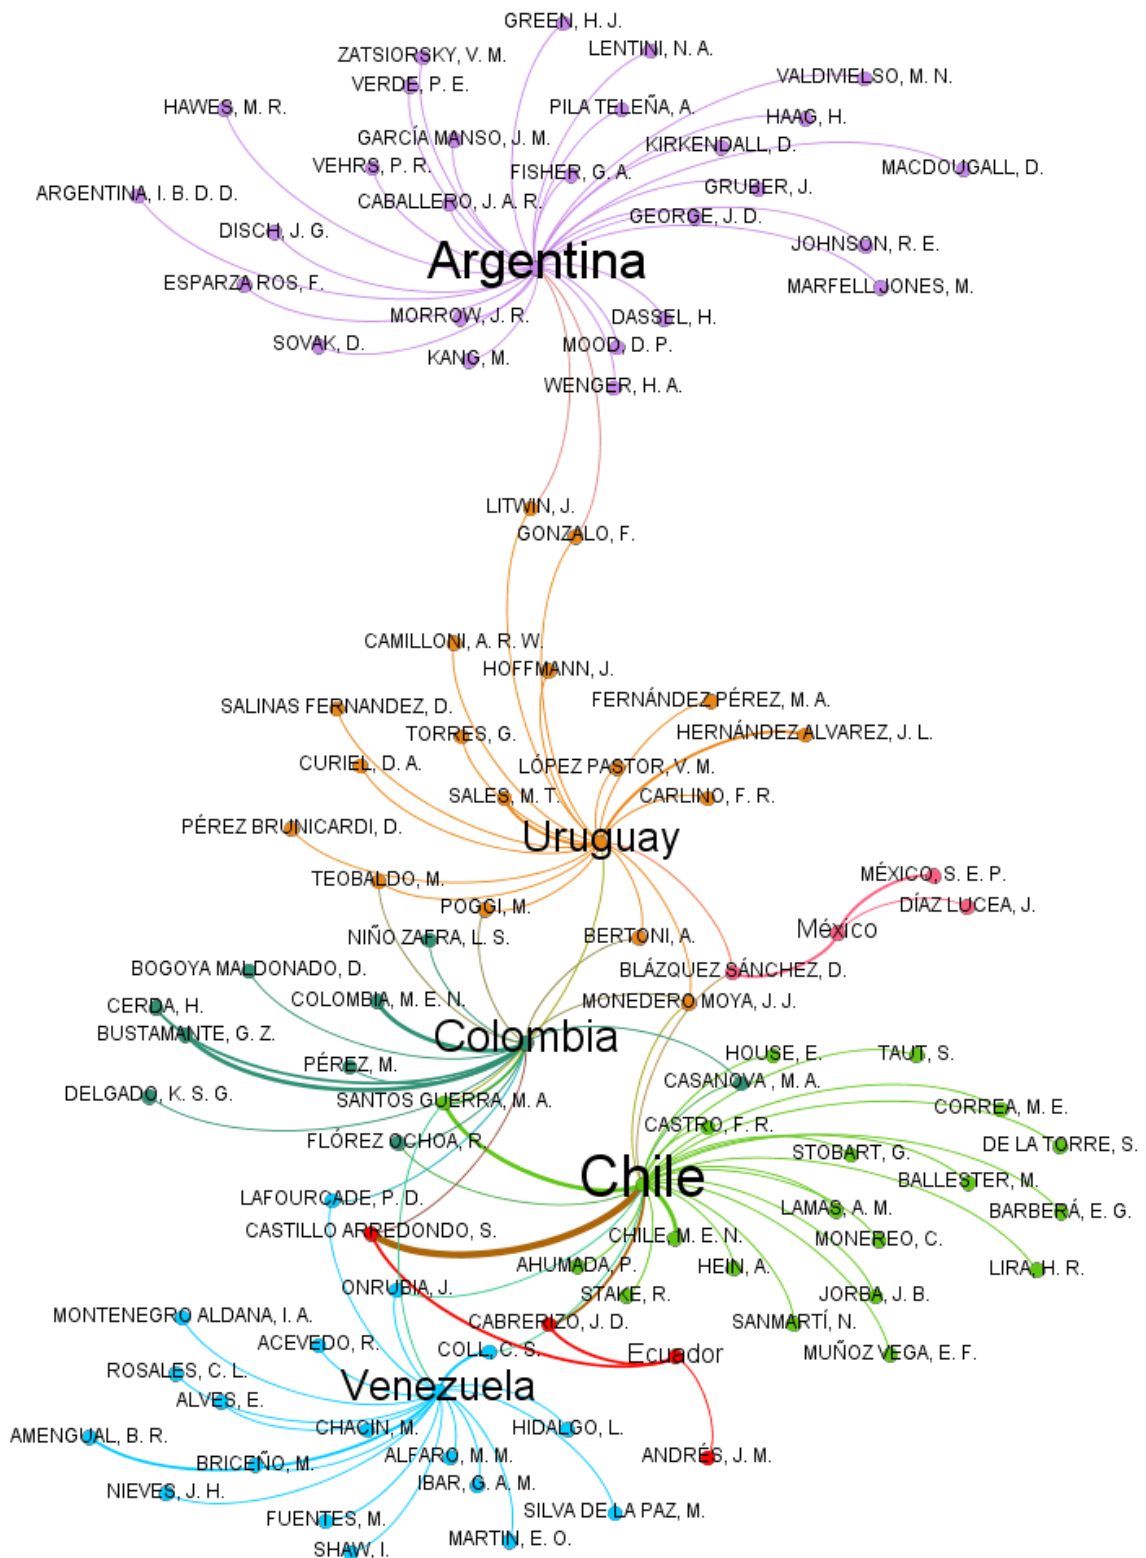 GREEN, H. J.
LENTINI, N. A.
ZATSIORSKY, V. M.
VALDIVIELSO, M. N.
VERDE, P. E.
HAWES, M. R.
PILA TELEÑA, A.
HAAG, H.
GARCÍA MANSO, J. M.
KIRKENDALL, D.
VEHRS, P. R.
FISHER, G. A.
MACDOUGALL, D.
ARGENTINA, I. B. D. D.
GRUBER, J.
CABALLERO, J. A. R.
GEORGE, J. D.
DISCH, J. G.
JOHNSON, R. E.
Argentina
ESPARZA ROS, F.
MARFELL JONES, M.
MORROW, J. R.
DASSEL, H.
SOVAK, D.
MOOD, D. P.
KANG, M.
WENGER, H. A.
LITWIN, J.
GONZALO, F.
CAMILLONI, A. R. W.
HOFFMANN, J.
FERNÁNDEZ PÉREZ, M. A.
SALINAS FERNANDEZ, D.
TORRES, G.
HERNÁNDEZ ALVAREZ, J. L.
CURIEL, D. A.
LÓPEZ PASTOR, V. M.
SALES, M. T.
CARLINO, F. R.
PÉREZ BRUNICARDI, D.
Uruguay
TEOBALDO, M.
MÉXICO, S. E. P.
POGGI, M.
DÍAZ LUCEA, J.
México
NIÑO ZAFRA, L. S.
BERTONI, A.
BOGOYA MALDONADO, D.
BLÁZQUEZ SÁNCHEZ, D.
COLOMBIA, M. E. N.
MONEDERO MOYA, J. J.
CERDA, H.
BUSTAMANTE, G. Z.
Colombia
HOUSE, E.
TAUT, S.
PÉREZ, M.
CASANOVA , M. A.
DELGADO, K. S. G.
SANTOS GUERRA, M. A.
CORREA, M. E.
CASTRO, F. R.
FLÓREZ OCHOA, R.
DE LA TORRE, S.
STOBART, G.
Chile
BALLESTER, M.
LAFOURCADE, P. D.
LAMAS, A. M.
BARBERÁ, E. G.
CASTILLO ARREDONDO, S.
CHILE, M. E. N.
MONEREO, C.
AHUMADA, P.
HEIN, A.
LIRA, H. R.
ONRUBIA, J.
STAKE, R.
JORBA, J. B.
MONTENEGRO ALDANA, I. A.
CABRERIZO, J. D.
SANMARTÍ, N.
ACEVEDO, R.
COLL, C. S.
Ecuador
MUÑOZ VEGA, E. F.
ROSALES, C. L.
Venezuela
ALVES, E.
CHACIN, M.
HIDALGO, L.
AMENGUAL, B. R.
ALFARO, M. M.
ANDRÉS, J. M.
BRICEÑO, M.
IBAR, G. A. M.
NIEVES, J. H.
SILVA DE LA PAZ, M.
FUENTES, M.
MARTIN, E. O.
SHAW, I.